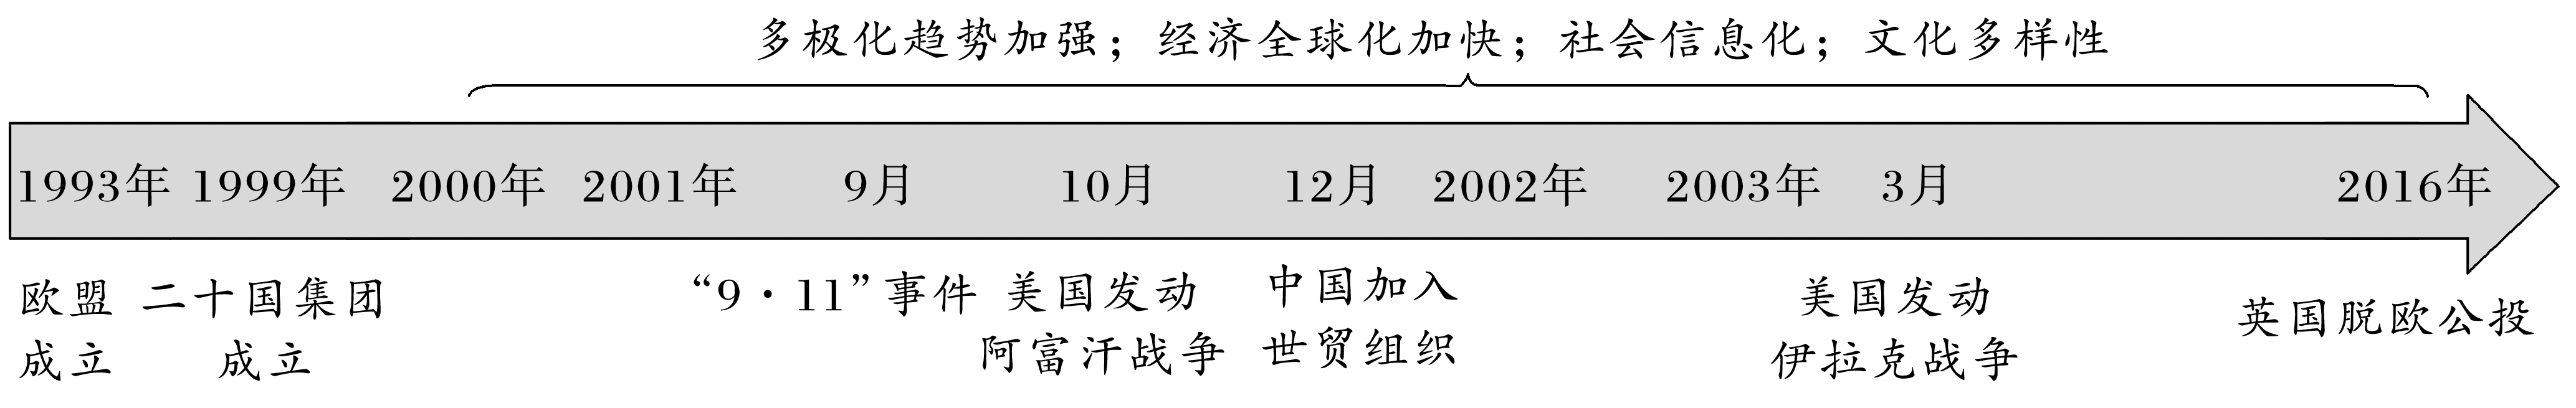 多极化趋势加强；经济全球化加快；社会信息化；文化多样性
1993年 1999年 2000年 2001年 9月 10月 12月 2002年 2003年 3月 2016年
欧盟
成立
二十国集团
成立
“9·11”事件
美国发动
阿富汗战争
中国加入
世贸组织
美国发动
伊拉克战争
英国脱欧公投